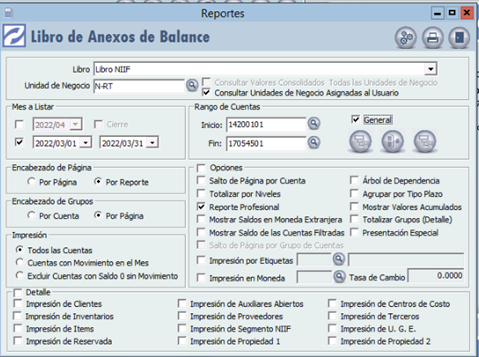 Reportes
Libro de Anexos de Balance
Libro Libro NIIF
Unidad de Negocio N-RT
Consultar Valores Consolidados Todas las Unidades de Negocio
Consultar Unidades de Negocio Asignadas al Usuario
Mes a Listar
2022/04 Cierre
2022/03/01 2022/03/31
Rango de Cuentas
Inicio: 14200101
Fin: 17054501
General
Encabezado de Página
Por Página Por Reporte
Encabezado de Grupos
Por Cuenta Por Página
Impresión
Todos las Cuentas
Cuentas con Movimiento en el Mes
Excluir Cuentas con Saldo 0 sin Movimiento
Opciones
Salto de Página por Cuenta Árbol de Dependencia
Totalizar por Niveles Agrupar por Tipo Plazo
Reporte Profesional Mostrar Valores Acumulados
Mostrar Saldos en Moneda Extranjera Totalizar Grupos (Detalle)
Mostrar Saldo de las Cuentas Filtradas Presentación Especial
Salto de Página por Grupo de Cuentas
Impresión por Etiquetas
Impresión en Moneda Tasa de Cambio 0.0000
Detalle
Impresión de Clientes Impresión de Auxiliares Abiertos Impresión de Centros de Costo
Impresión de Inventarios Impresión de Proveedores Impresión de Terceros
Impresión de Items Impresión de Segmento NIIF Impresión de U. G. E.
Impresión de Reservada Impresión de Propiedad 1 Impresión de Propiedad 2